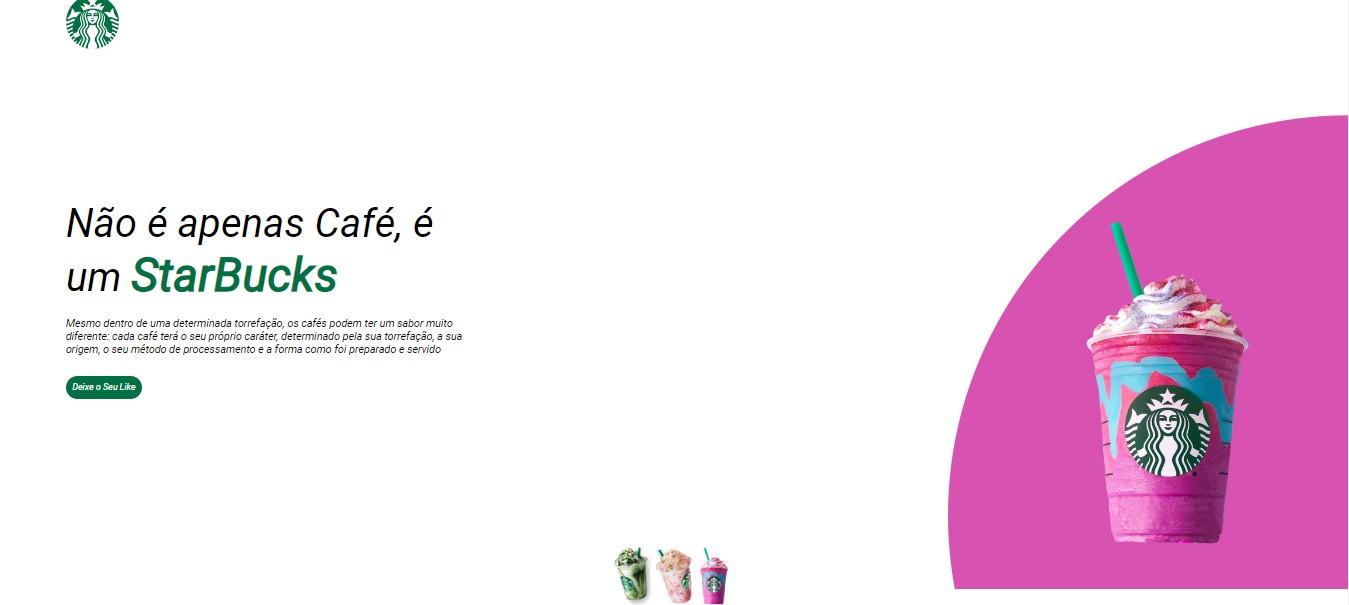 Não é apenas Café, é
um StarBucks
Mesmo dentro de uma determinada torrefação, os cafés podem ter um sabor muito
diferente: cada café terá o seu próprio caráter, determinado pela sua torrefação, a sua
origem, o seu método de processamento e a forma como foi preparado e servido
Deixe o Seu Like